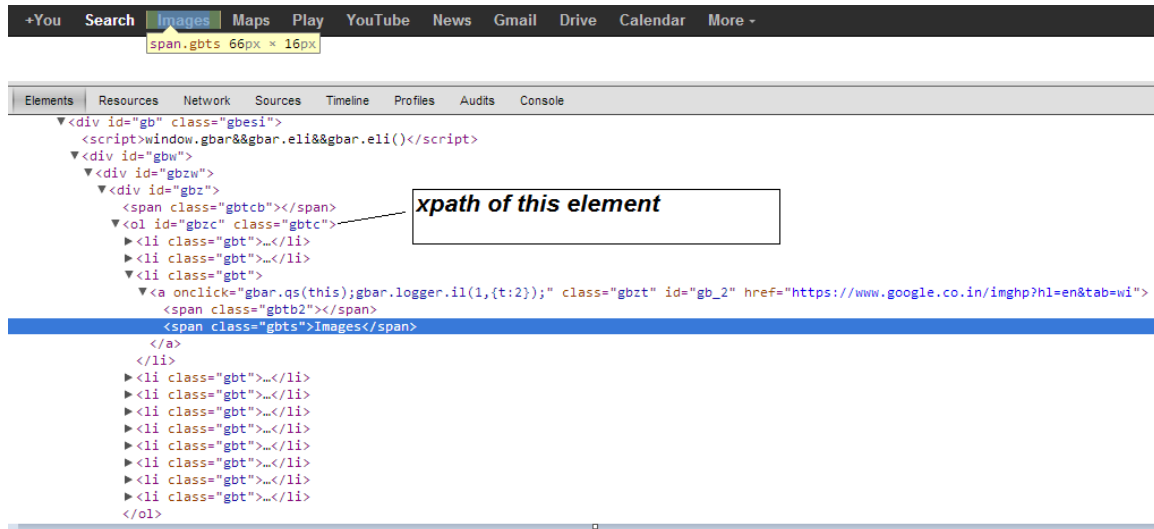 +You Search Images Maps Play YouTube News Gmail Drive Calendar More
span.gbts 66px × 16px
Elements Resources Network Sources Timeline Profiles Audits Console
▼<div id="gb" class="gbesi">
<script>window.gbar&&gbar.eli&&gbar.eli()</script>
▼<div id="gbw">
▼<div id="gbzw">
▼<div id="gbz">
<span class="gbtcb"></span>
xpath of this element
▼<ol id="gbzc" class="gbtc">
▶<li class="gbt">…</li>
▶<li class="gbt">…</li>
▼<li class="gbt">
▼<a onclick="gbar.qs(this);gbar.logger.il(1,{t:2});" class="gbzt" id="gb_2" href="https://www.google.co.in/imghp?hl=en&tab=wi">
<span class="gbtb2"></span>
<span class="gbts">Images</span>
</a>
</li>
▶<li class="gbt">…</li>
▶<li class="gbt">…</li>
▶<li class="gbt">…</li>
▶<li class="gbt">…</li>
▶<li class="gbt">…</li>
▶<li class="gbt">…</li>
▶<li class="gbt">…</li>
▶<li class="gbt">…</li>
</ol>